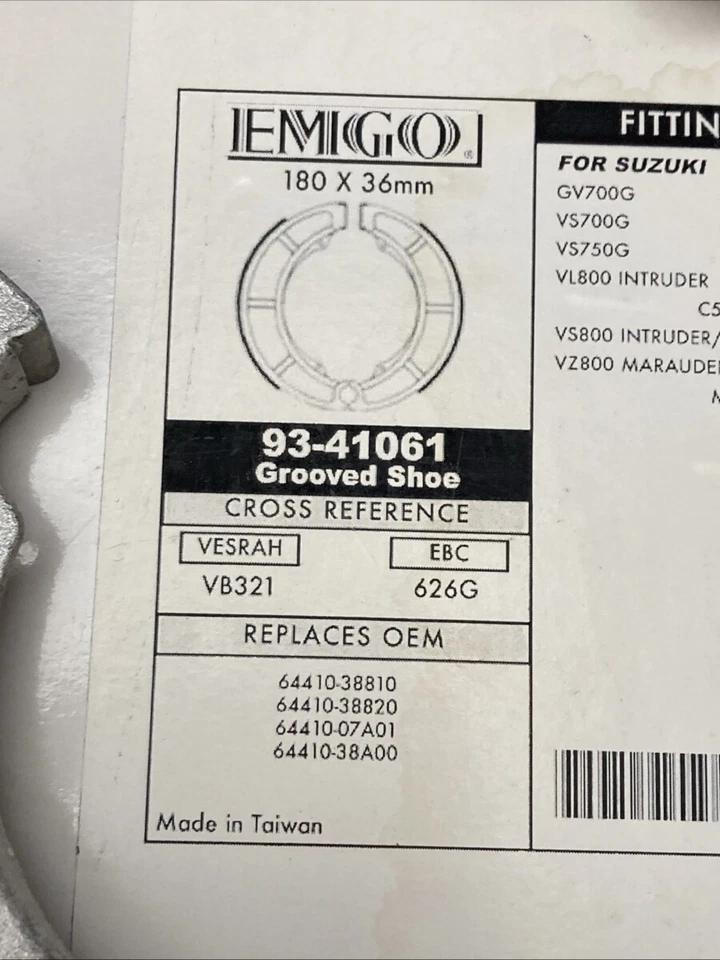 EMGO®
180 X 36mm
93-41061
Grooved Shoe
CROSS REFERENCE
VESRAH EBC
VB321 626G
REPLACES OEM
64410-38810
64410-38820
64410-07A01
64410-38A00
Made in Taiwan
FITTIN
FOR SUZUKI
GV700G
VS700G
VS750G
VL800 INTRUDER
C5
VS800 INTRUDER/
VZ800 MARAUDE